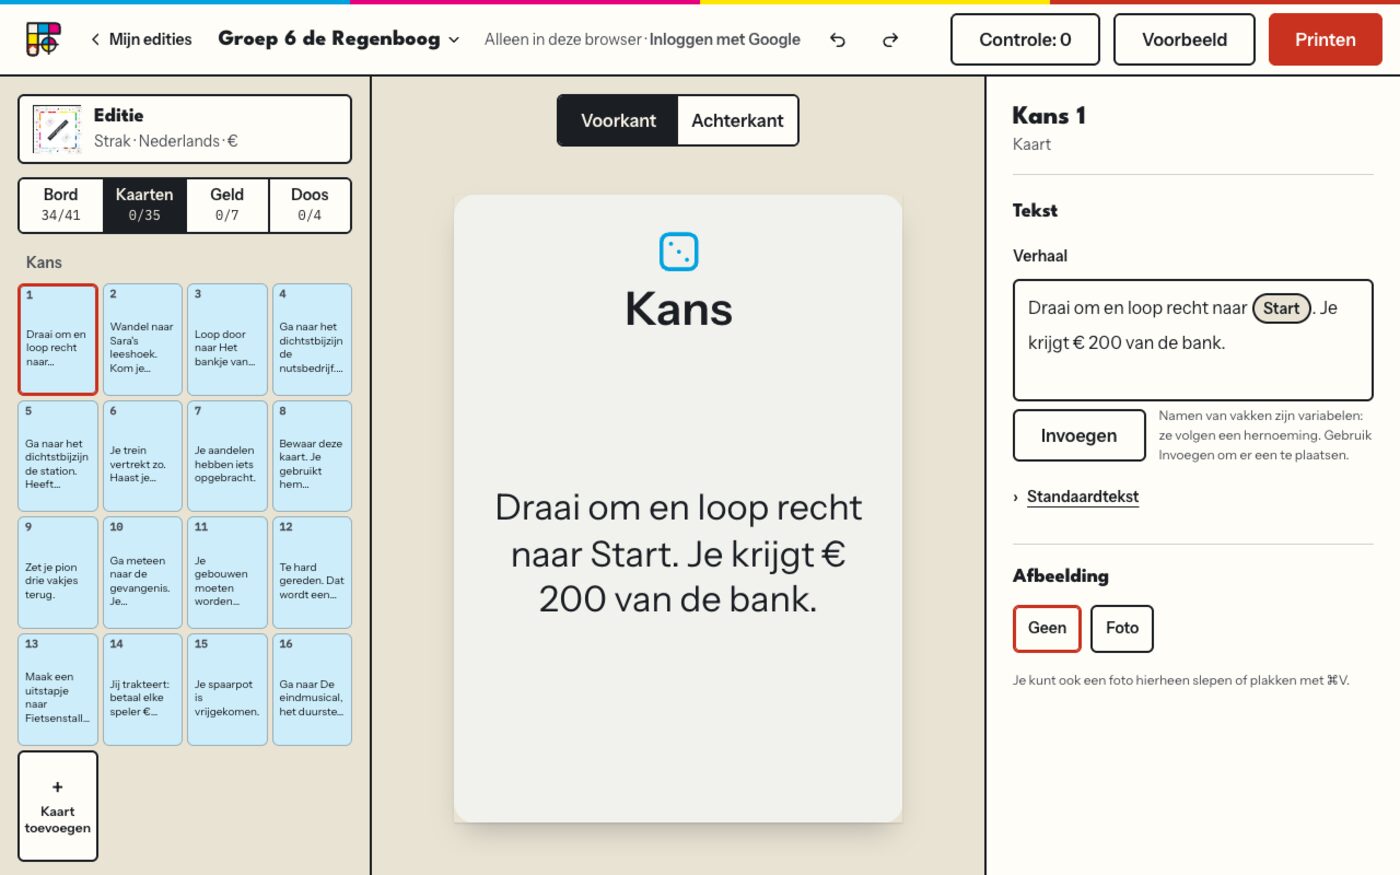 Mijn edities
Groep 6 de Regenboog
Alleen in deze browser · Inloggen met Google
Controle: 0
Voorbeeld
Printen
Editie
Strak · Nederlands · €
Bord
34/41
Kaarten
0/35
Geld
0/7
Doos
0/4
Kans
1
Draai om en
loop recht
naar...
2
Wandel naar
Sara's
leeshoek.
Kom je...
3
Loop door
naar Het
bankje van...
4
Ga naar het
dichtstbijzijn
de
nutsbedrijf....
5
Ga naar het
dichtstbijzijn
de station.
Heeft...
6
Je trein
vertrekt zo.
Haast je...
7
Je aandelen
hebben iets
opgebracht.
8
Bewaar deze
kaart. Je
gebruikt
hem...
9
Zet je pion
drie vakjes
terug.
10
Ga meteen
naar de
gevangenis.
Je...
11
Je
gebouwen
moeten
worden...
12
Te hard
gereden. Dat
wordt een...
13
Maak een
uitstapje
naar
Fietsenstall...
14
Jij trakteert:
betaal elke
speler €...
15
Je spaarpot
is
vrijgekomen.
16
Ga naar De
eindmusical,
het duurste...
+
Kaart
toevoegen
Voorkant
Achterkant
Kans
Draai om en loop recht
naar Start. Je krijgt €
200 van de bank.
Kans 1
Kaart
Tekst
Verhaal
Draai om en loop recht naar Start. Je
krijgt € 200 van de bank.
Invoegen
Namen van vakken zijn variabelen:
ze volgen een hernoeming. Gebruik
Invoegen om er een te plaatsen.
› Standaardtekst
Afbeelding
Geen
Foto
Je kunt ook een foto hierheen slepen of plakken met ⌘V.